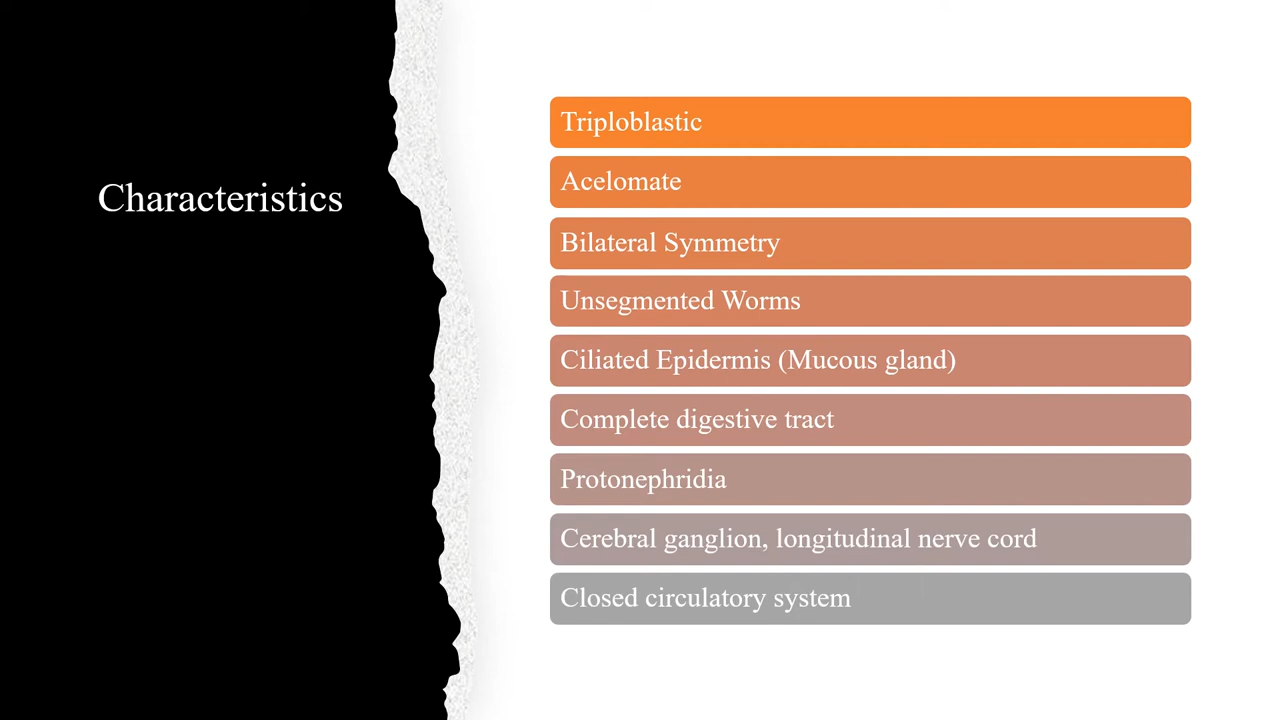 Characteristics
Triploblastic
Acelomate
Bilateral Symmetry
Unsegmented Worms
Ciliated Epidermis (Mucous gland)
Complete digestive tract
Protonephridia
Cerebral ganglion, longitudinal nerve cord
Closed circulatory system